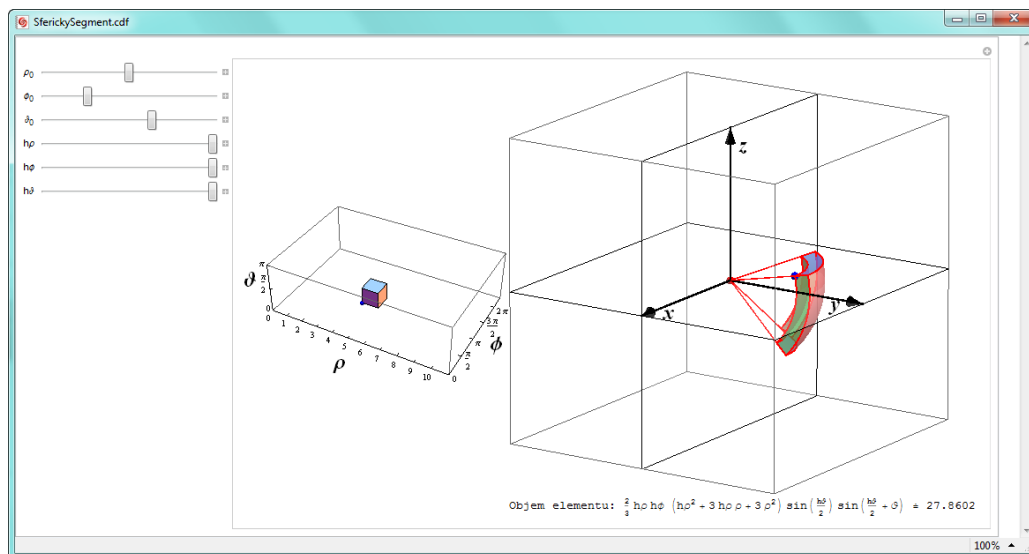 SferickySegment.cdf
ρ0
ϕ0
ϑ0
hρ
hϕ
hϑ
z
x
y
ϑ
π
π/2
0
0 1 2 3 4 5 6 7 8 9 10
ρ
0
π/2
π
3π/2
2π
ϕ
Objem elementu: 2/3 hρ hϕ (hρ² + 3 hρ ρ + 3 ρ²) sin(hϑ/2) sin(hϑ/2 + ϑ) ≐ 27.8602
100%